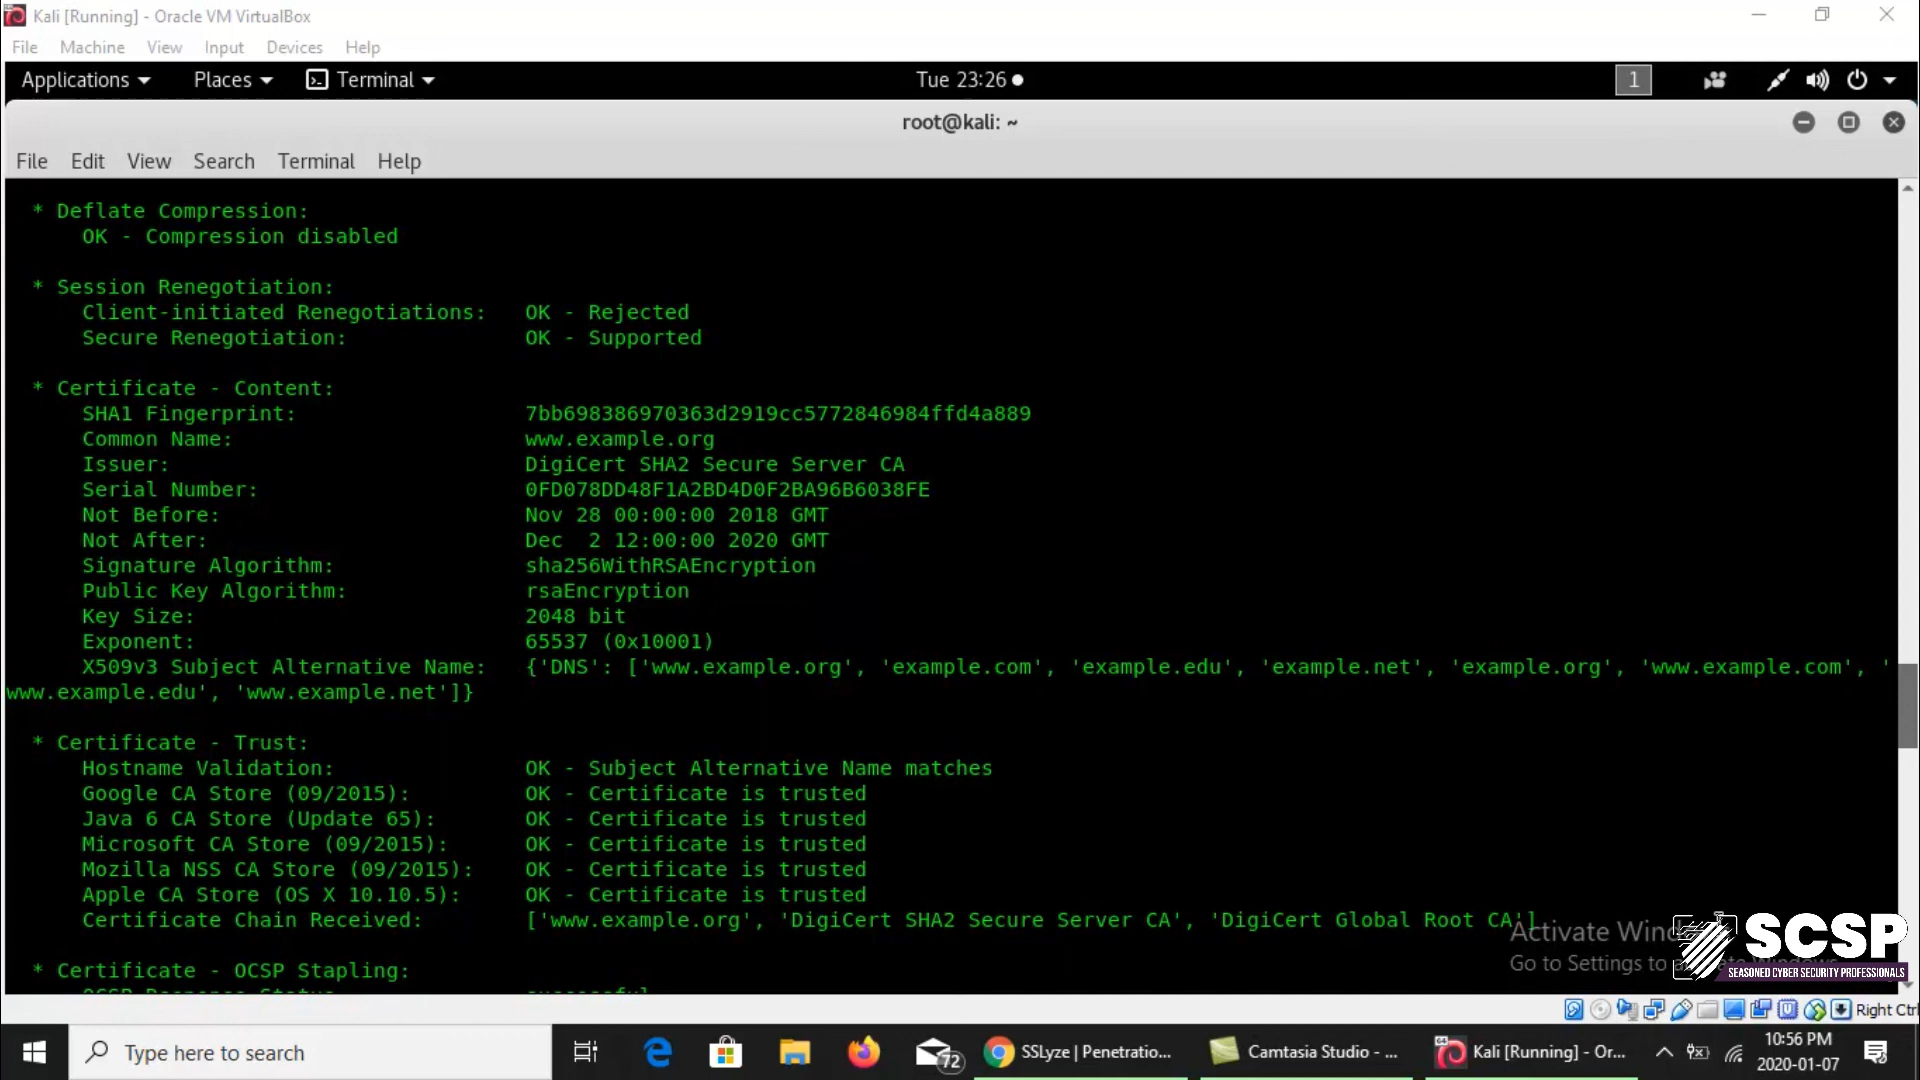 Kali [Running] - Oracle VM VirtualBox
File Machine View Input Devices Help
Applications Places Terminal Tue 23:26 1
root@kali: ~
File Edit View Search Terminal Help
* Deflate Compression:
OK - Compression disabled
* Session Renegotiation:
Client-initiated Renegotiations: OK - Rejected
Secure Renegotiation: OK - Supported
* Certificate - Content:
SHA1 Fingerprint: 7bb698386970363d2919cc5772846984ffd4a889
Common Name: www.example.org
Issuer: DigiCert SHA2 Secure Server CA
Serial Number: 0FD078DD48F1A2BD4D0F2BA96B6038FE
Not Before: Nov 28 00:00:00 2018 GMT
Not After: Dec  2 12:00:00 2020 GMT
Signature Algorithm: sha256WithRSAEncryption
Public Key Algorithm: rsaEncryption
Key Size: 2048 bit
Exponent: 65537 (0x10001)
X509v3 Subject Alternative Name: {'DNS': ['www.example.org', 'example.com', 'example.edu', 'example.net', 'example.org', 'www.example.com', '
www.example.edu', 'www.example.net']}
* Certificate - Trust:
Hostname Validation: OK - Subject Alternative Name matches
Google CA Store (09/2015): OK - Certificate is trusted
Java 6 CA Store (Update 65): OK - Certificate is trusted
Microsoft CA Store (09/2015): OK - Certificate is trusted
Mozilla NSS CA Store (09/2015): OK - Certificate is trusted
Apple CA Store (OS X 10.10.5): OK - Certificate is trusted
Certificate Chain Received: ['www.example.org', 'DigiCert SHA2 Secure Server CA', 'DigiCert Global Root CA']
Activate Wind
SCSP
Go to Settings to a
SEASONED CYBER SECURITY PROFESSIONALS
* Certificate - OCSP Stapling:
Right Ctrl
Type here to search 72 SSLyze | Penetratio... Camtasia Studio - ... Kali [Running] - Or... 10:56 PM
2020-01-07